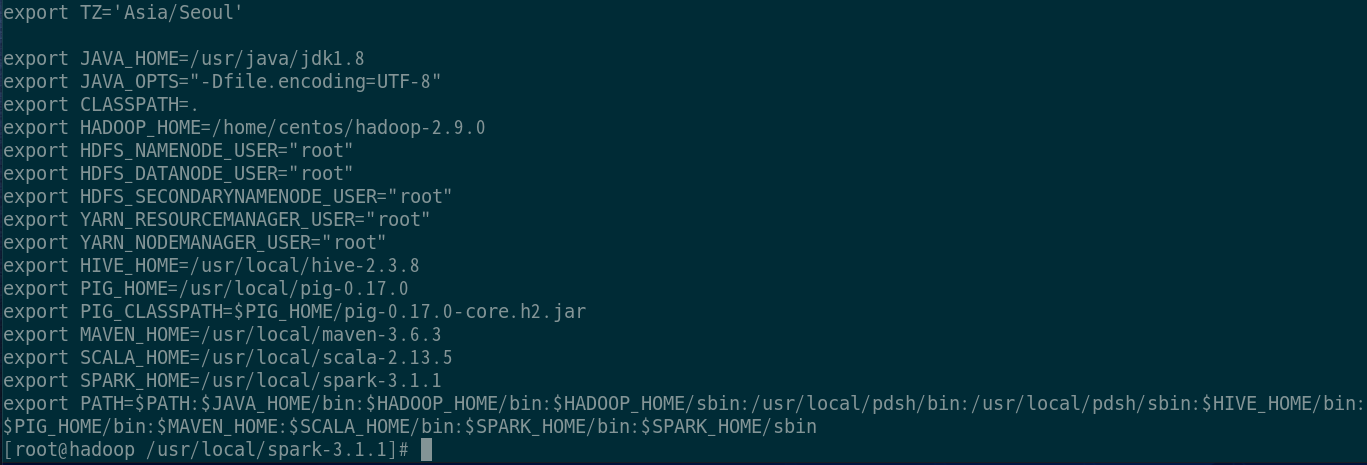 export TZ='Asia/Seoul'
export JAVA_HOME=/usr/java/jdk1.8
export JAVA_OPTS="-Dfile.encoding=UTF-8"
export CLASSPATH=.
export HADOOP_HOME=/home/centos/hadoop-2.9.0
export HDFS_NAMENODE_USER="root"
export HDFS_DATANODE_USER="root"
export HDFS_SECONDARYNAMENODE_USER="root"
export YARN_RESOURCEMANAGER_USER="root"
export YARN_NODEMANAGER_USER="root"
export HIVE_HOME=/usr/local/hive-2.3.8
export PIG_HOME=/usr/local/pig-0.17.0
export PIG_CLASSPATH=$PIG_HOME/pig-0.17.0-core.h2.jar
export MAVEN_HOME=/usr/local/maven-3.6.3
export SCALA_HOME=/usr/local/scala-2.13.5
export SPARK_HOME=/usr/local/spark-3.1.1
export PATH=$PATH:$JAVA_HOME/bin:$HADOOP_HOME/bin:$HADOOP_HOME/sbin:/usr/local/pdsh/bin:/usr/local/pdsh/sbin:$HIVE_HOME/bin:
$PIG_HOME/bin:$MAVEN_HOME:$SCALA_HOME/bin:$SPARK_HOME/bin:$SPARK_HOME/sbin
[root@hadoop /usr/local/spark-3.1.1]#